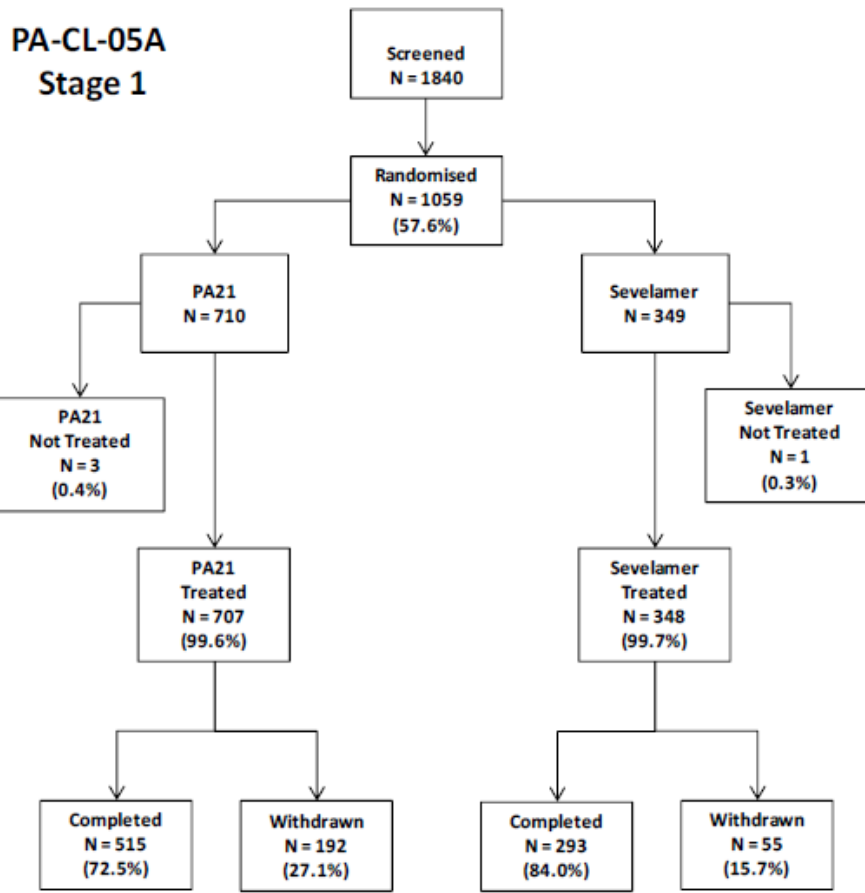 PA-CL-05A
Stage 1
Screened
N = 1840
Randomised
N = 1059
(57.6%)
PA21
N = 710
Sevelamer
N = 349
PA21
Not Treated
N = 3
(0.4%)
Sevelamer
Not Treated
N = 1
(0.3%)
PA21
Treated
N = 707
(99.6%)
Sevelamer
Treated
N = 348
(99.7%)
Completed
N = 515
(72.5%)
Withdrawn
N = 192
(27.1%)
Completed
N = 293
(84.0%)
Withdrawn
N = 55
(15.7%)